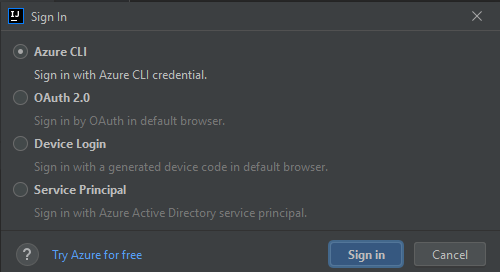 IJ Sign In
Azure CLI
Sign in with Azure CLI credential.
OAuth 2.0
Sign in by OAuth in default browser.
Device Login
Sign in with a generated device code in default browser.
Service Principal
Sign in with Azure Active Directory service principal.
? Try Azure for free Sign in Cancel